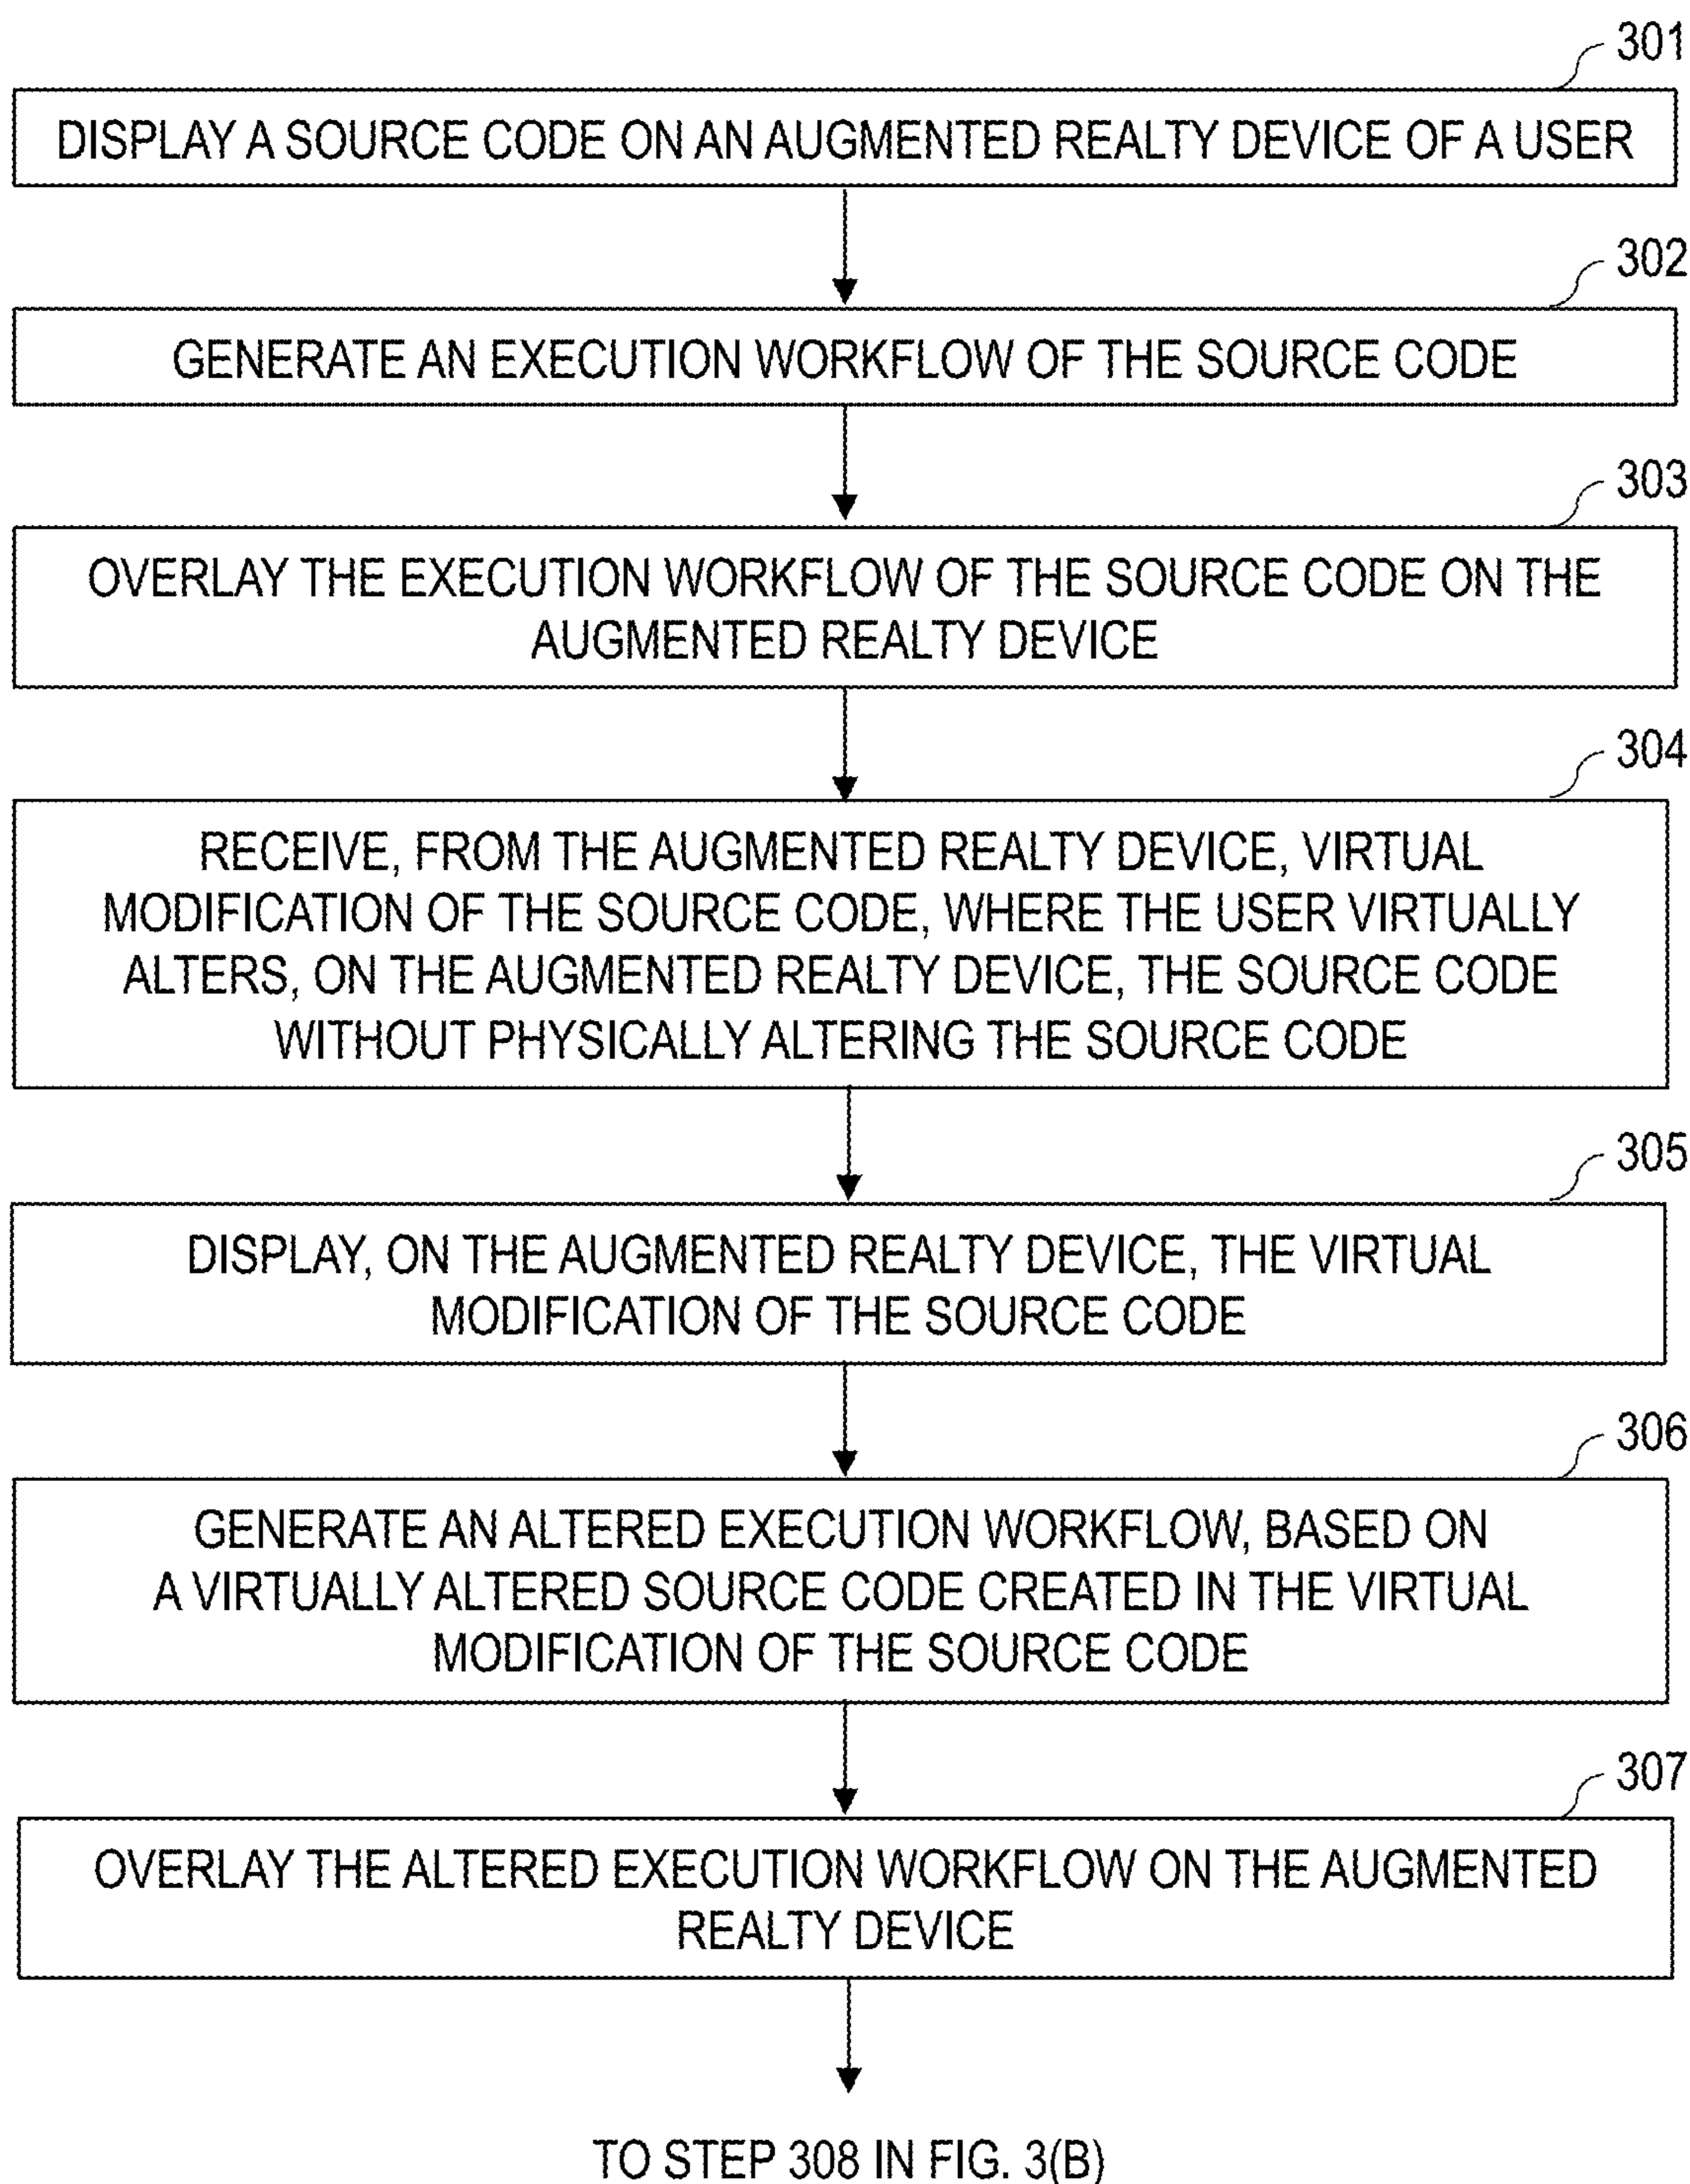 301
DISPLAY A SOURCE CODE ON AN AUGMENTED REALTY DEVICE OF A USER
302
GENERATE AN EXECUTION WORKFLOW OF THE SOURCE CODE
303
OVERLAY THE EXECUTION WORKFLOW OF THE SOURCE CODE ON THE
AUGMENTED REALTY DEVICE
304
RECEIVE, FROM THE AUGMENTED REALTY DEVICE, VIRTUAL
MODIFICATION OF THE SOURCE CODE, WHERE THE USER VIRTUALLY
ALTERS, ON THE AUGMENTED REALTY DEVICE, THE SOURCE CODE
WITHOUT PHYSICALLY ALTERING THE SOURCE CODE
305
DISPLAY, ON THE AUGMENTED REALTY DEVICE, THE VIRTUAL
MODIFICATION OF THE SOURCE CODE
306
GENERATE AN ALTERED EXECUTION WORKFLOW, BASED ON
A VIRTUALLY ALTERED SOURCE CODE CREATED IN THE VIRTUAL
MODIFICATION OF THE SOURCE CODE
307
OVERLAY THE ALTERED EXECUTION WORKFLOW ON THE AUGMENTED
REALTY DEVICE
TO STEP 308 IN FIG. 3(B)